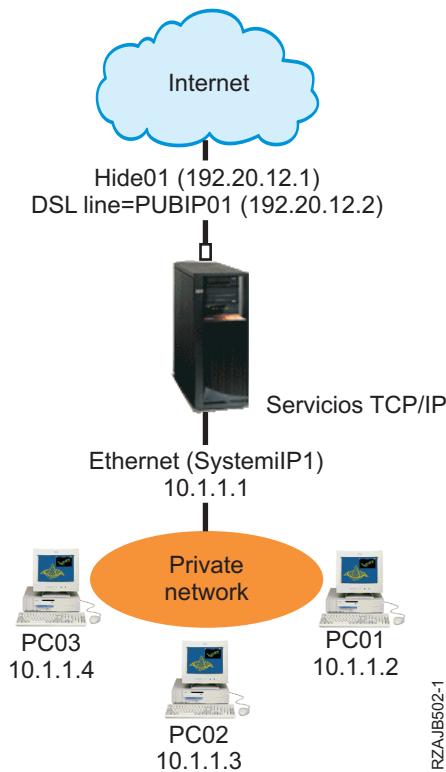 Internet
Hide01 (192.20.12.1)
DSL line=PUBIP01 (192.20.12.2)
Servicios TCP/IP
Ethernet (SystemiIP1)
10.1.1.1
Private
network
PC03
10.1.1.4
PC01
10.1.1.2
PC02
10.1.1.3
RZAJB502-1